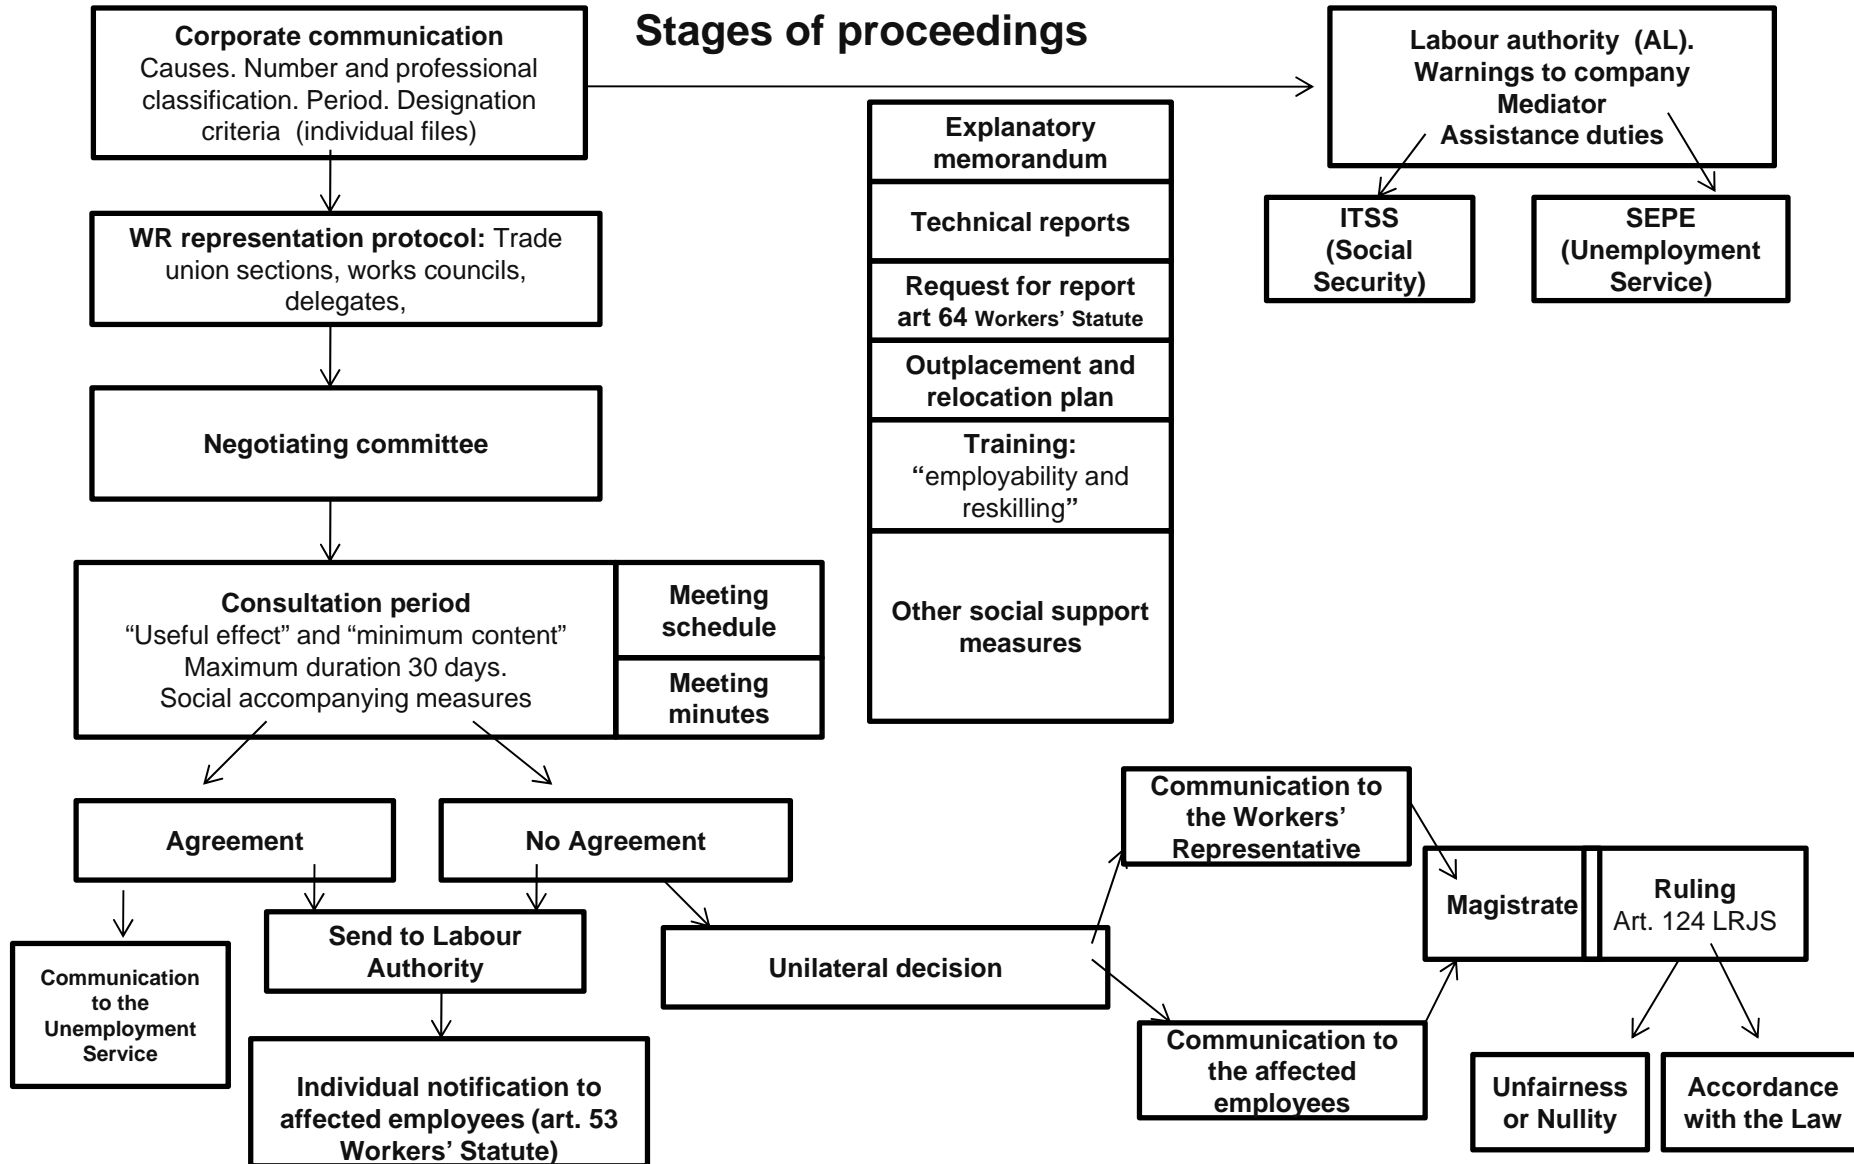 Stages of proceedings
Corporate communication
Causes. Number and professional
classification. Period. Designation
criteria (individual files)
Labour authority (AL).
Warnings to company
Mediator
Assistance duties
ITSS
(Social
Security)
SEPE
(Unemployment
Service)
WR representation protocol: Trade
union sections, works councils,
delegates,
Negotiating committee
Explanatory
memorandum
Technical reports
Request for report
art 64 Workers’ Statute
Outplacement and
relocation plan
Training:
“employability and
reskilling”
Other social support
measures
Consultation period
“Useful effect” and “minimum content”
Maximum duration 30 days.
Social accompanying measures
Meeting
schedule
Meeting
minutes
Agreement
No Agreement
Communication
to the
Unemployment
Service
Send to Labour
Authority
Individual notification to
affected employees (art. 53
Workers’ Statute)
Unilateral decision
Communication to
the Workers’
Representative
Communication to
the affected
employees
Magistrate
Ruling
Art. 124 LRJS
Unfairness
or Nullity
Accordance
with the Law